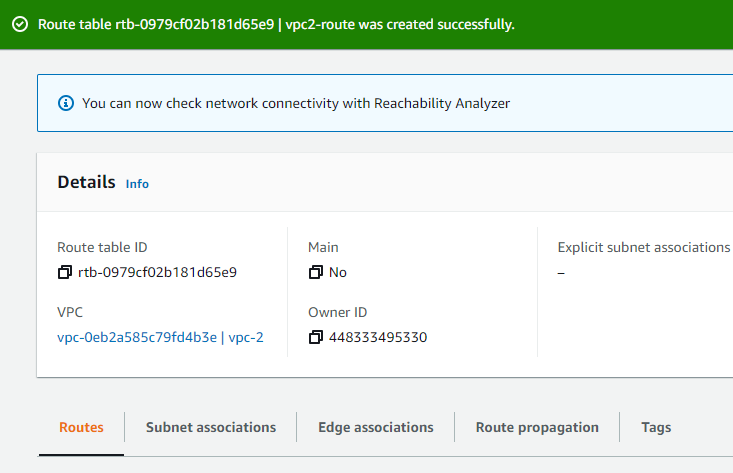 Route table rtb-0979cf02b181d65e9 | vpc2-route was created successfully.
You can now check network connectivity with Reachability Analyzer
Details Info
Route table ID
rtb-0979cf02b181d65e9
Main
No
Explicit subnet associations
–
VPC
vpc-0eb2a585c79fd4b3e | vpc-2
Owner ID
448333495330
Routes
Subnet associations
Edge associations
Route propagation
Tags